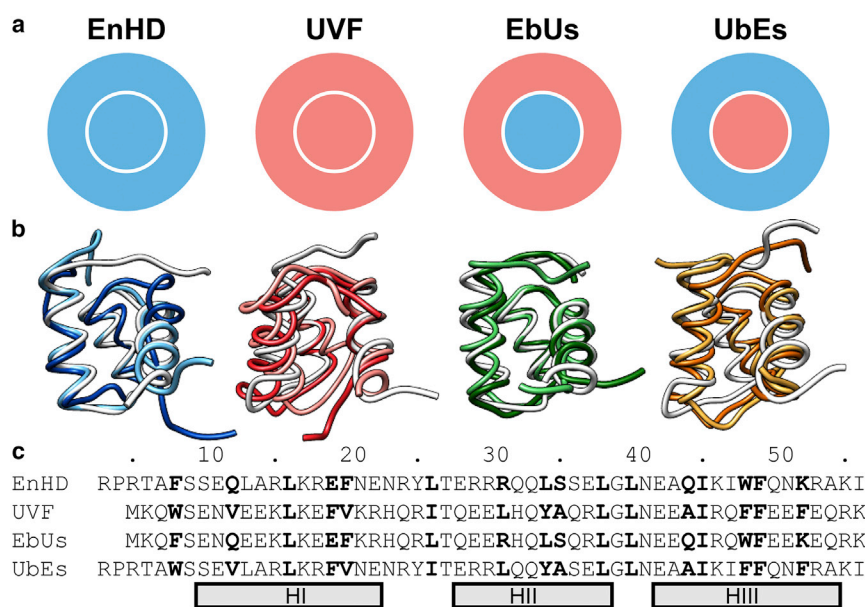 a
EnHD UVF EbUs UbEs
b
c
. 10 . 20 . 30 . 40 . 50 .
EnHD RPRTAFSSEQLARLKREFNENRYLTERRRQQLSSELGLNEAQIKIWFQNKRAKI
UVF MKQWSENVEEKLKEFVKRHQRITQEELHQYAQRLGLNEEAIRQFFEEFEQRK
EbUs MKQFSENQEEKLKEEFKRHQRLTQEERHQLSQRLGLNEEQIRQWFEEKEQRK
UbEs RPRTAWSSEVLARLKRFVNENRYITERRLQQYASELGLNEAAIKIFFQNFRAKI
HI HII HIII